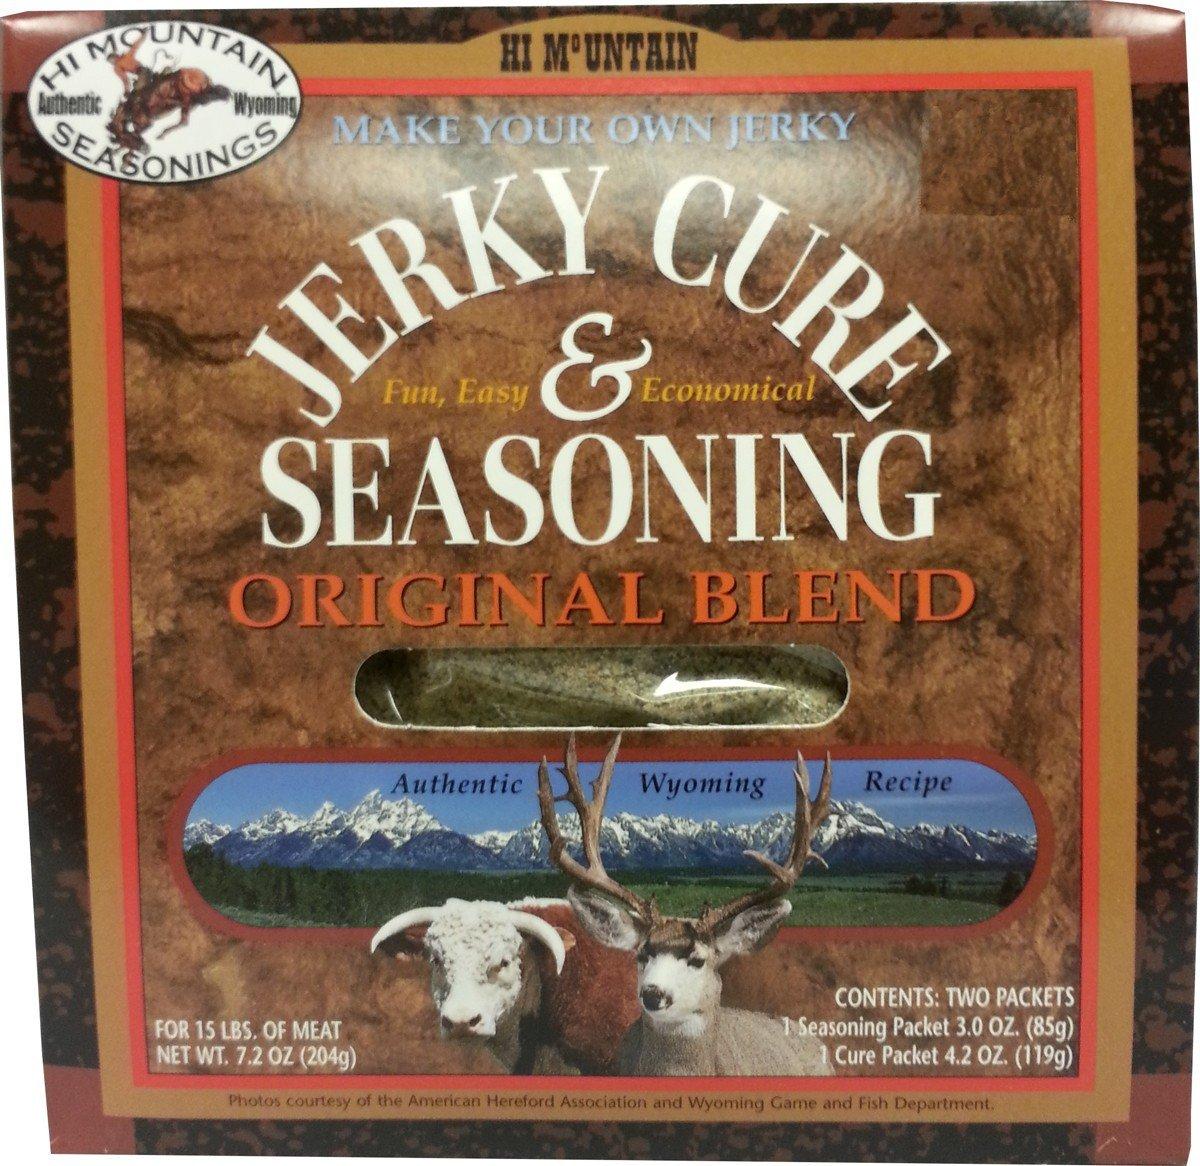 HI MOUNTAIN
HI MOUNTAIN
Authentic Wyoming
SEASONINGS
MAKE YOUR OWN JERKY
JERKY CURE
&
Fun, Easy Economical
SEASONING
ORIGINAL BLEND
Authentic Wyoming Recipe
FOR 15 LBS. OF MEAT
NET WT. 7.2 OZ (204g)
CONTENTS: TWO PACKETS
1 Seasoning Packet 3.0 OZ. (85g)
1 Cure Packet 4.2 OZ. (119g)
Photos courtesy of the American Hereford Association and Wyoming Game and Fish Department.